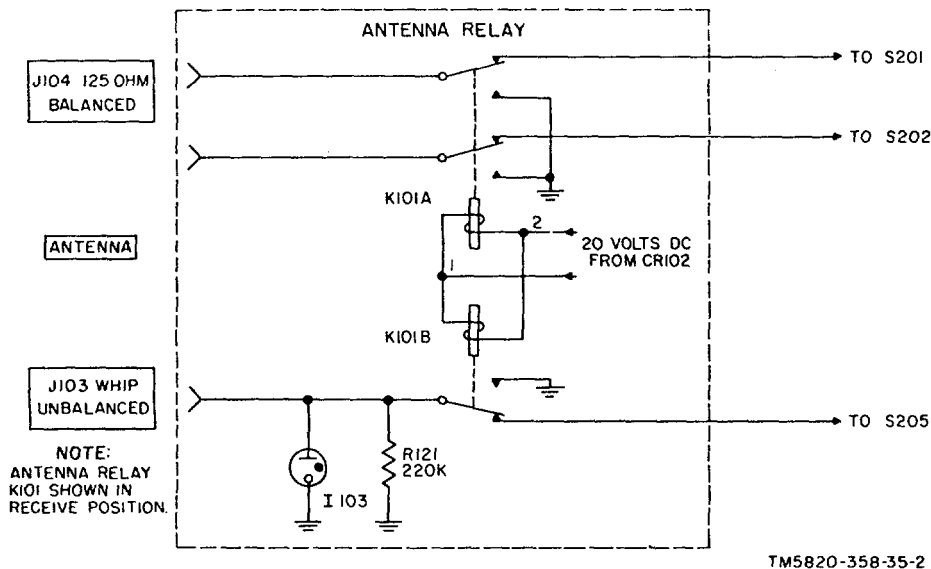 ANTENNA RELAY
J104 125 OHM
BALANCED
TO S201
TO S202
K101A
2
ANTENNA
20 VOLTS DC
FROM CR102
1
K101B
J103 WHIP
UNBALANCED
TO S205
NOTE:
ANTENNA RELAY
K101 SHOWN IN
RECEIVE POSITION.
R121
220K
I 103
TM5820-358-35-2